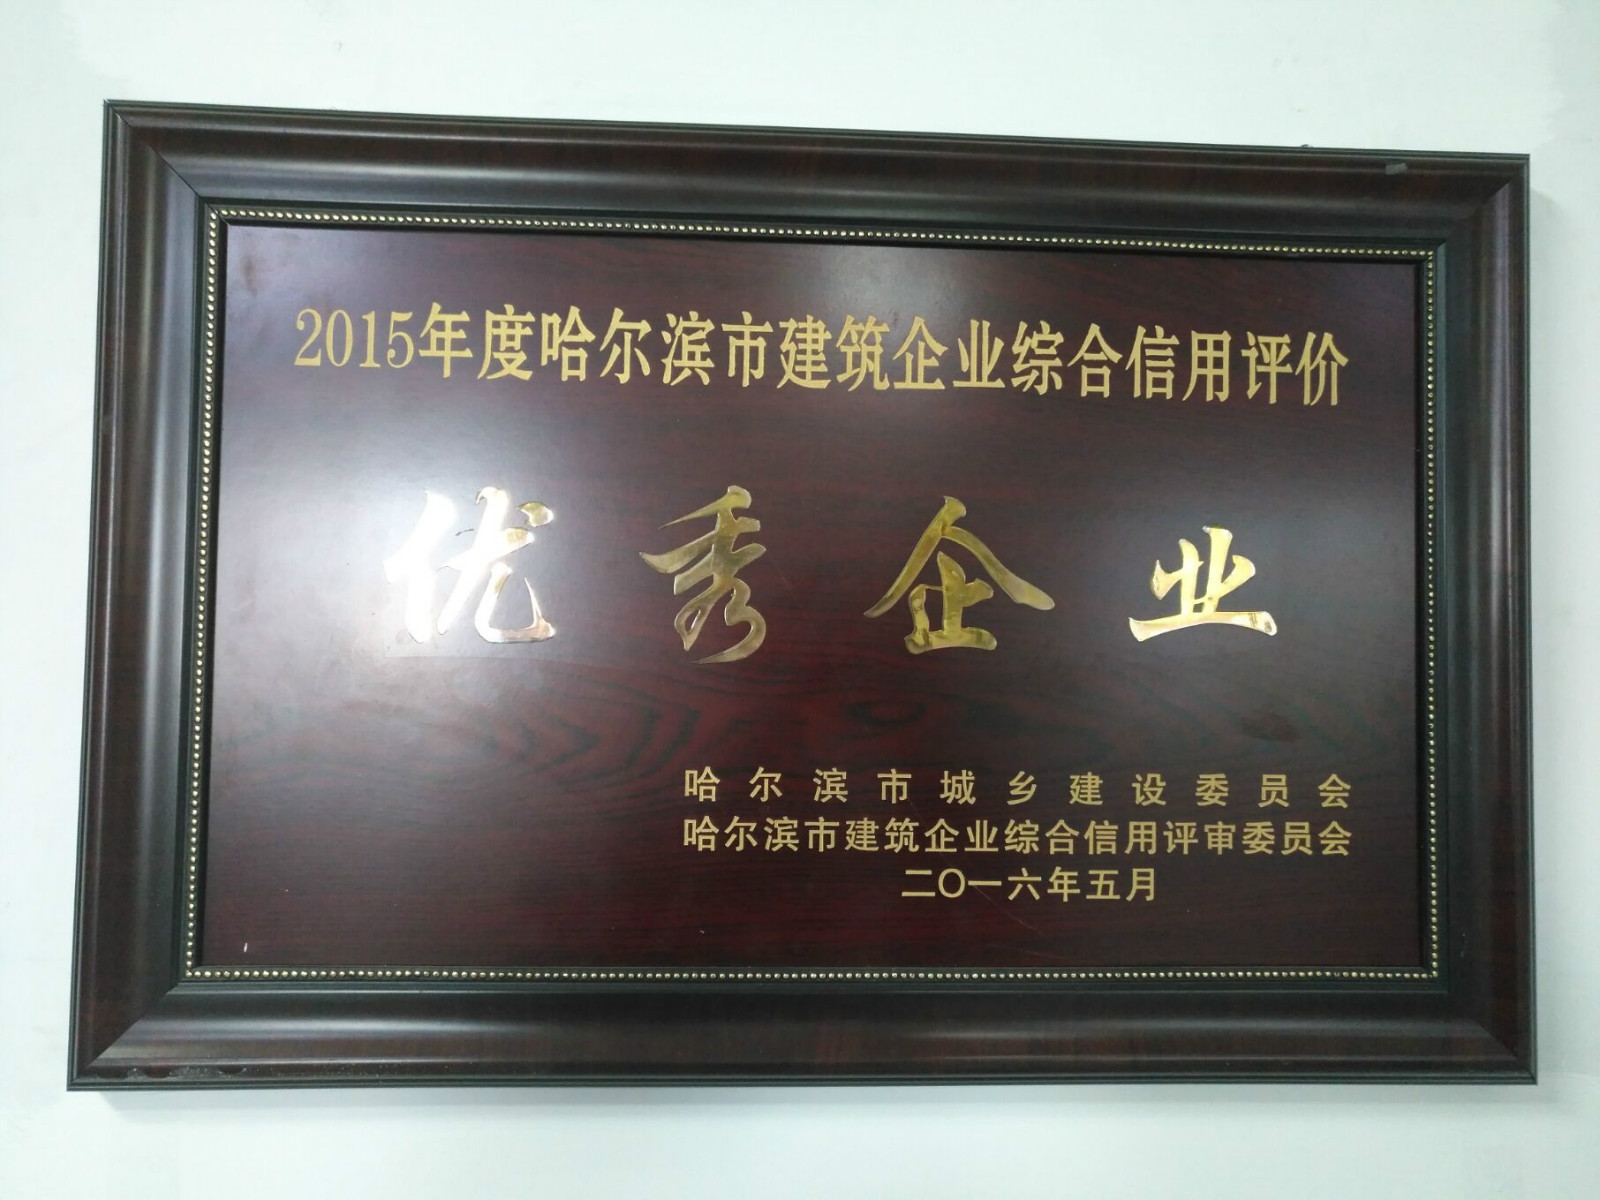 2015年度哈尔滨市建筑企业综合信用评价
优秀企业
哈尔滨市城乡建设委员会
哈尔滨市建筑企业综合信用评审委员会
二〇一六年五月